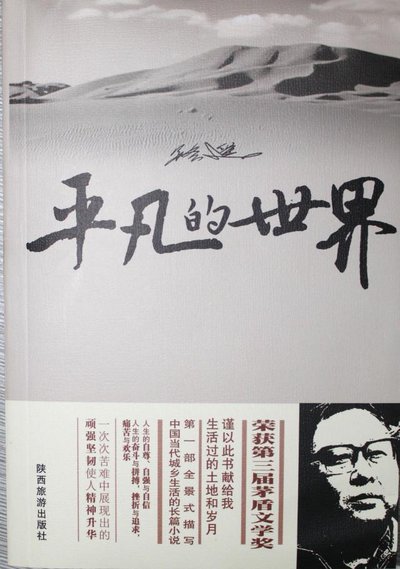 路遥
平凡的世界
荣获第三届茅盾文学奖
谨以此书献给我
生活过的土地和岁月
第一部全景式描写
中国当代城乡生活的长篇小说
人生的自尊、自强与自信
人生的奋斗与拼搏，挫折与追求，
痛苦与欢乐
一次次苦难中展现出的
顽强坚韧使人精神升华
陕西旅游出版社